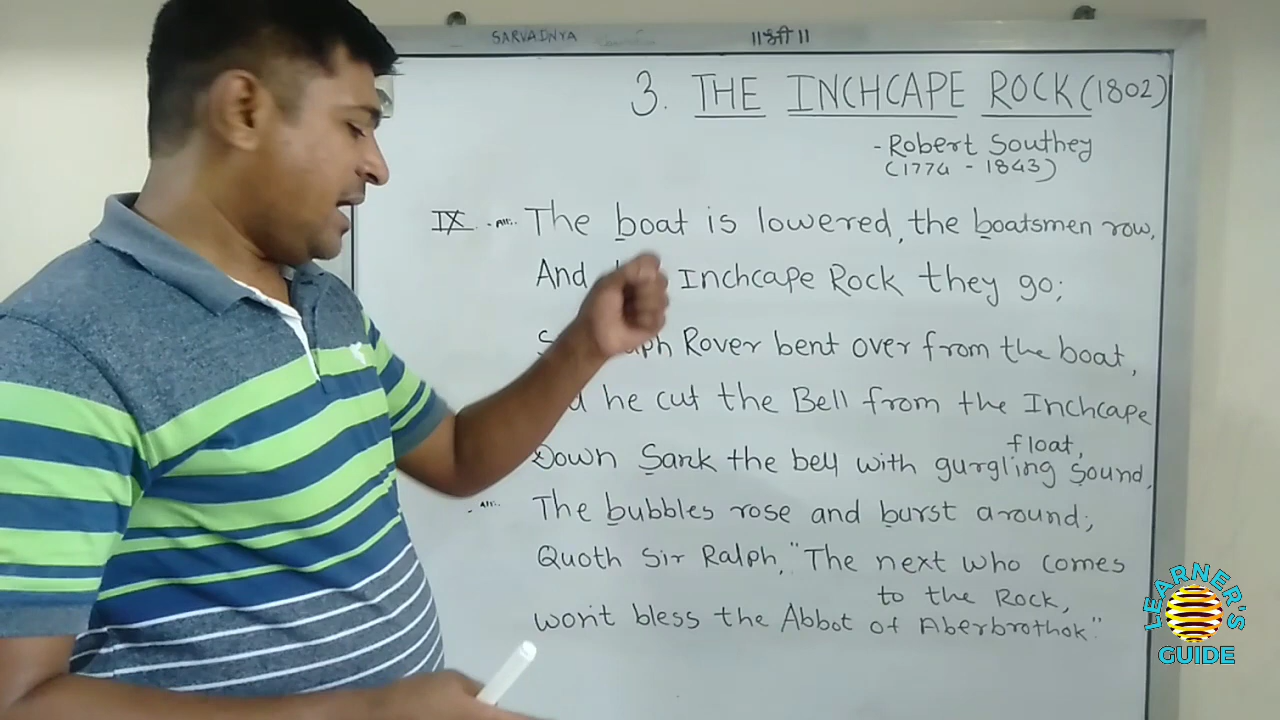 SARVAINYA
॥श्री॥
3. THE INCHCAPE ROCK (1802)
- Robert Southey
(1774 - 1843)
IX -All.. The boat is lowered, the boatsmen row,
And Inchcape Rock they go;
Rover bent over from the boat,
he cut the Bell from the Inchcape
float,
Down Sank the bell with gurgling sound,
All.. The bubbles rose and burst around;
Quoth Sir Ralph, "The next who comes
to the Rock,
won't bless the Abbot of Aberbrothok."
LEARNER'S
GUIDE